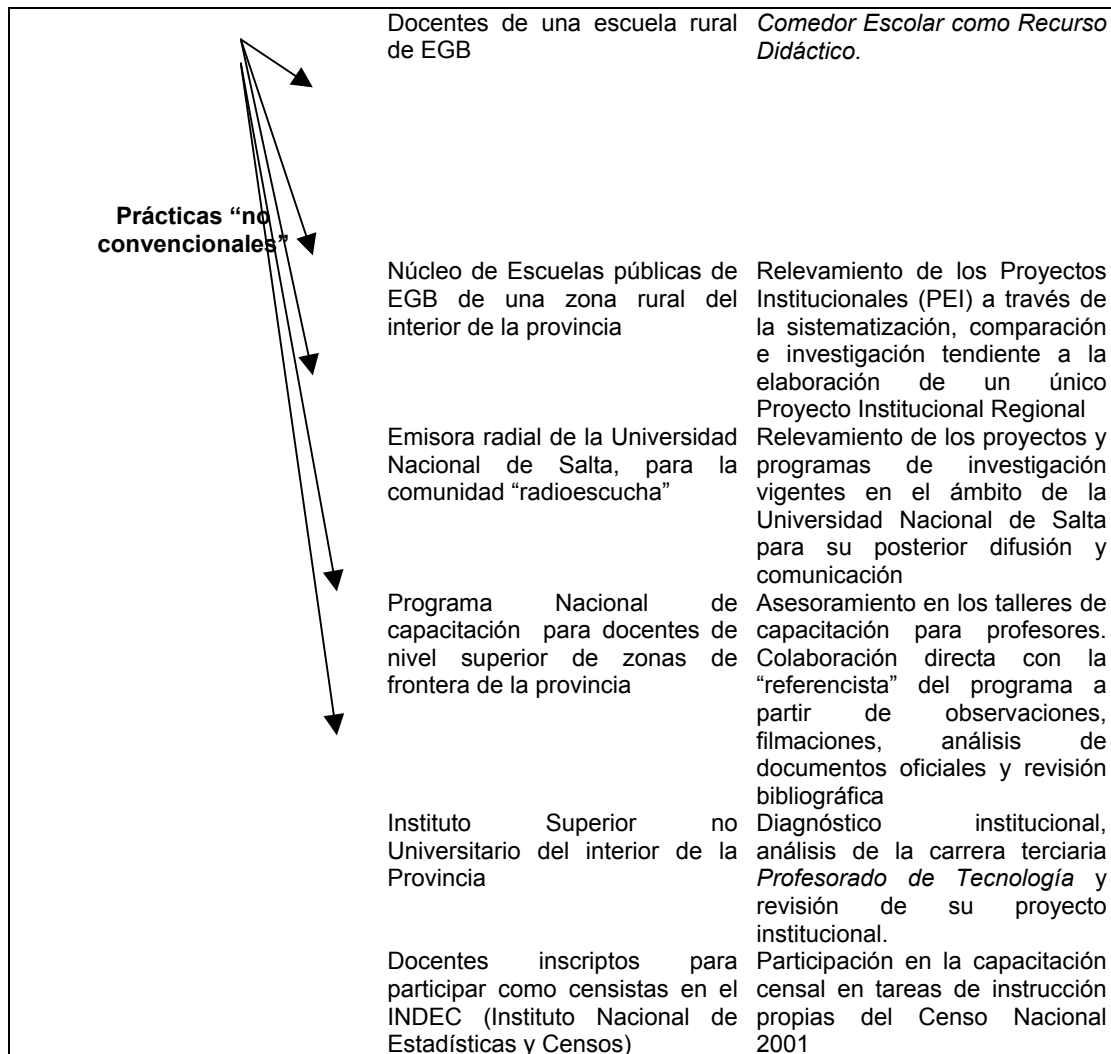 Docentes de una escuela rural de EGB
Comedor Escolar como Recurso Didáctico.
Prácticas “no
convencionales”
Núcleo de Escuelas públicas de
EGB de una zona rural del
interior de la provincia
Relevamiento de los Proyectos
Institucionales (PEI) a través de
la sistematización, comparación
e investigación tendiente a la
elaboración de un único
Proyecto Institucional Regional
Emisora radial de la Universidad
Nacional de Salta, para la
comunidad “radioescucha”
Relevamiento de los proyectos y
programas de investigación
vigentes en el ámbito de la
Universidad Nacional de Salta
para su posterior difusión y
comunicación
Programa Nacional de
capacitación para docentes de
nivel superior de zonas de
frontera de la provincia
Asesoramiento en los talleres de
capacitación para profesores.
Colaboración directa con la
“referencista” del programa a
partir de observaciones,
filmaciones, análisis de
documentos oficiales y revisión
bibliográfica
Instituto Superior no
Universitario del interior de la
Provincia
Diagnóstico institucional,
análisis de la carrera terciaria
Profesorado de Tecnología y
revisión de su proyecto
institucional.
Docentes inscriptos para
participar como censistas en el
INDEC (Instituto Nacional de
Estadísticas y Censos)
Participación en la capacitación
censal en tareas de instrucción
propias del Censo Nacional
2001